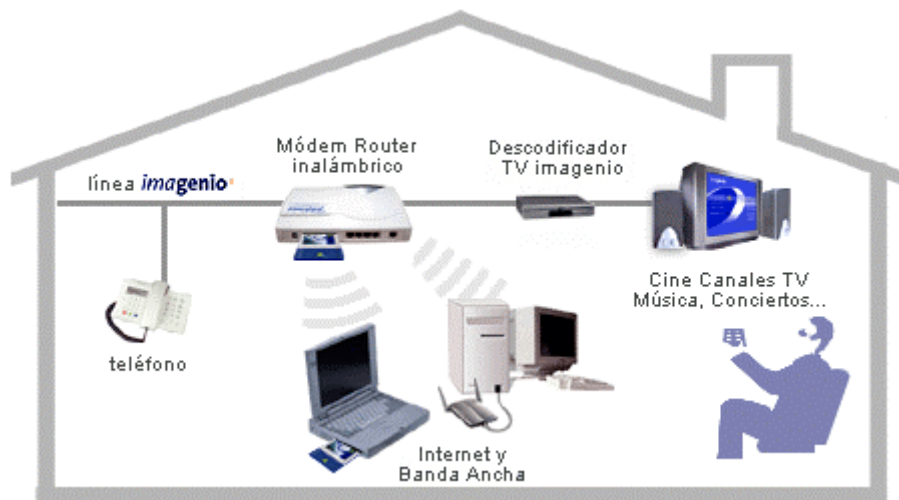 Módem Router
inalámbrico
Descodificador
TV imagenio
línea imagenio
Cine Canales TV
Música, Conciertos...
teléfono
Internet y
Banda Ancha